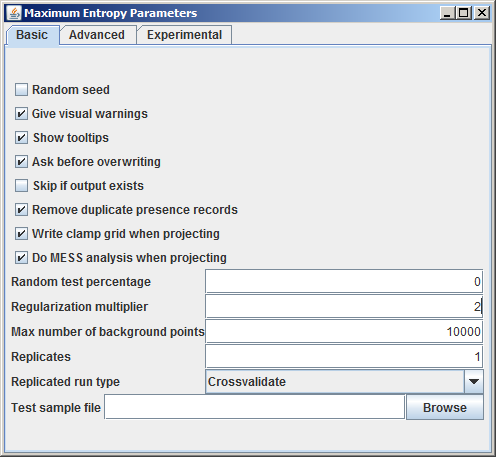 Maximum Entropy Parameters
Basic Advanced Experimental
Random seed
Give visual warnings
Show tooltips
Ask before overwriting
Skip if output exists
Remove duplicate presence records
Write clamp grid when projecting
Do MESS analysis when projecting
Random test percentage 0
Regularization multiplier 2
Max number of background points 10000
Replicates 1
Replicated run type Crossvalidate
Test sample file Browse